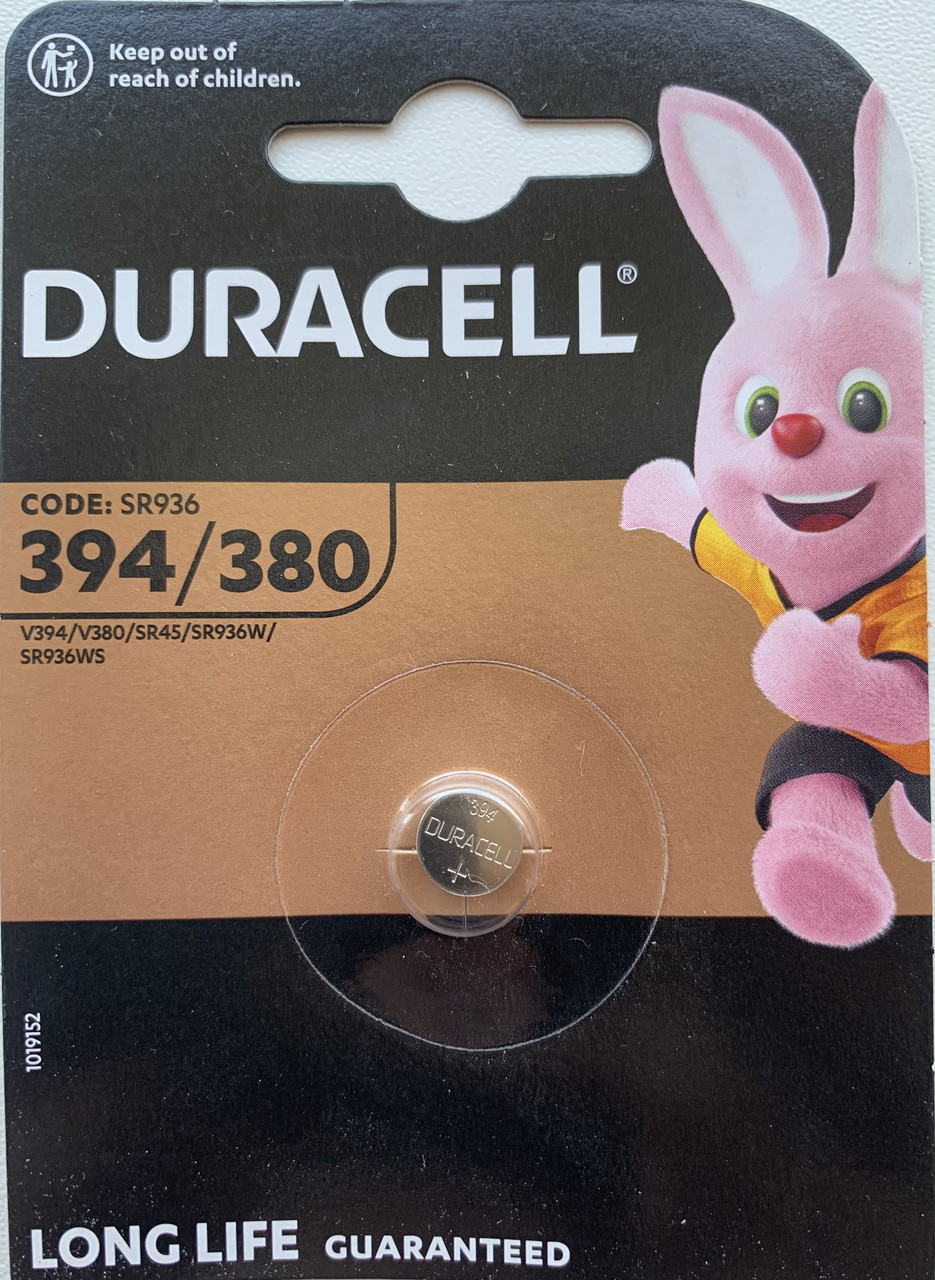 Keep out of
reach of children.
DURACELL®
CODE: SR936
394/380
V394/V380/SR45/SR936W/
SR936WS
394
DURACELL
+
1019152
LONG LIFE GUARANTEED